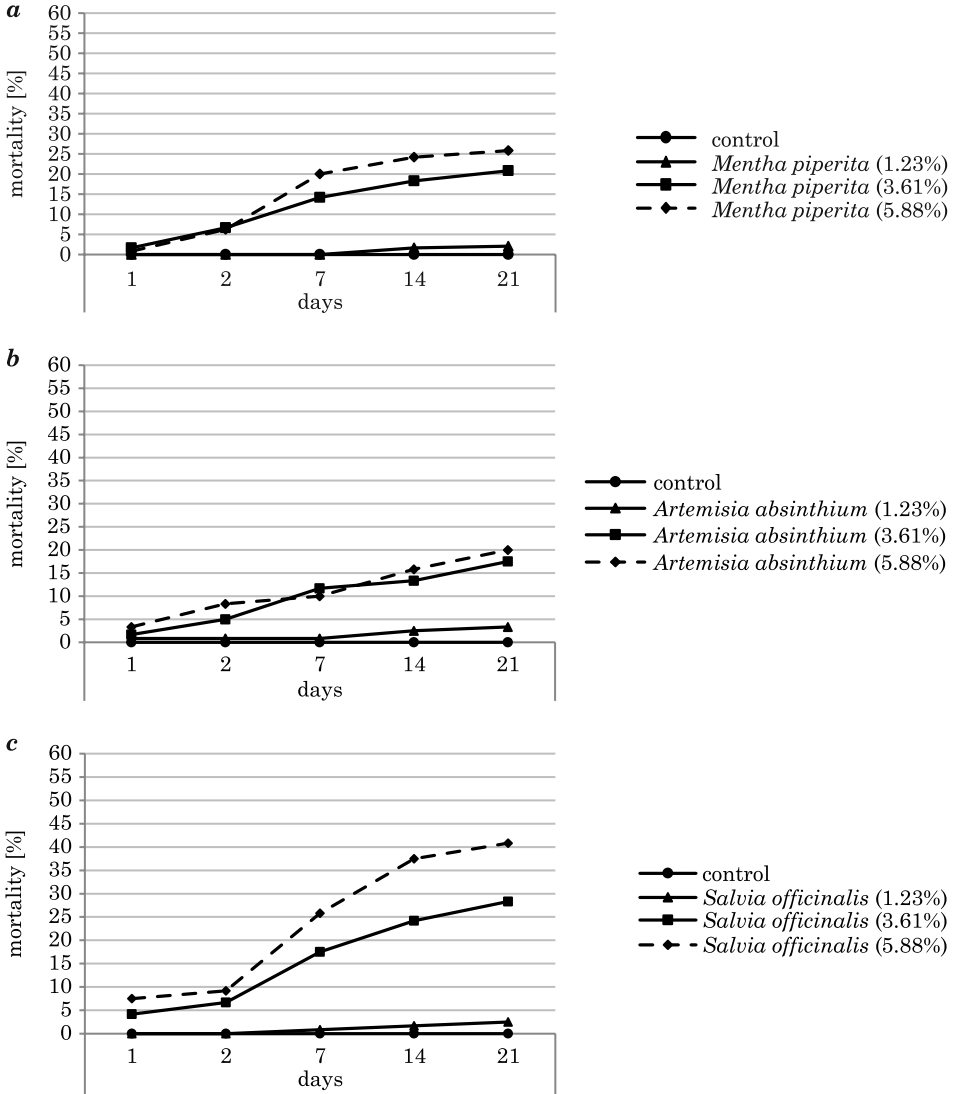 a
60
55
50
45
40
35
30
25
20
15
10
5
0
mortality [%]
1 2 7 14 21
days
control
Mentha piperita (1.23%)
Mentha piperita (3.61%)
Mentha piperita (5.88%)
b
60
55
50
45
40
35
30
25
20
15
10
5
0
mortality [%]
1 2 7 14 21
days
control
Artemisia absinthium (1.23%)
Artemisia absinthium (3.61%)
Artemisia absinthium (5.88%)
c
60
55
50
45
40
35
30
25
20
15
10
5
0
mortality [%]
1 2 7 14 21
days
control
Salvia officinalis (1.23%)
Salvia officinalis (3.61%)
Salvia officinalis (5.88%)